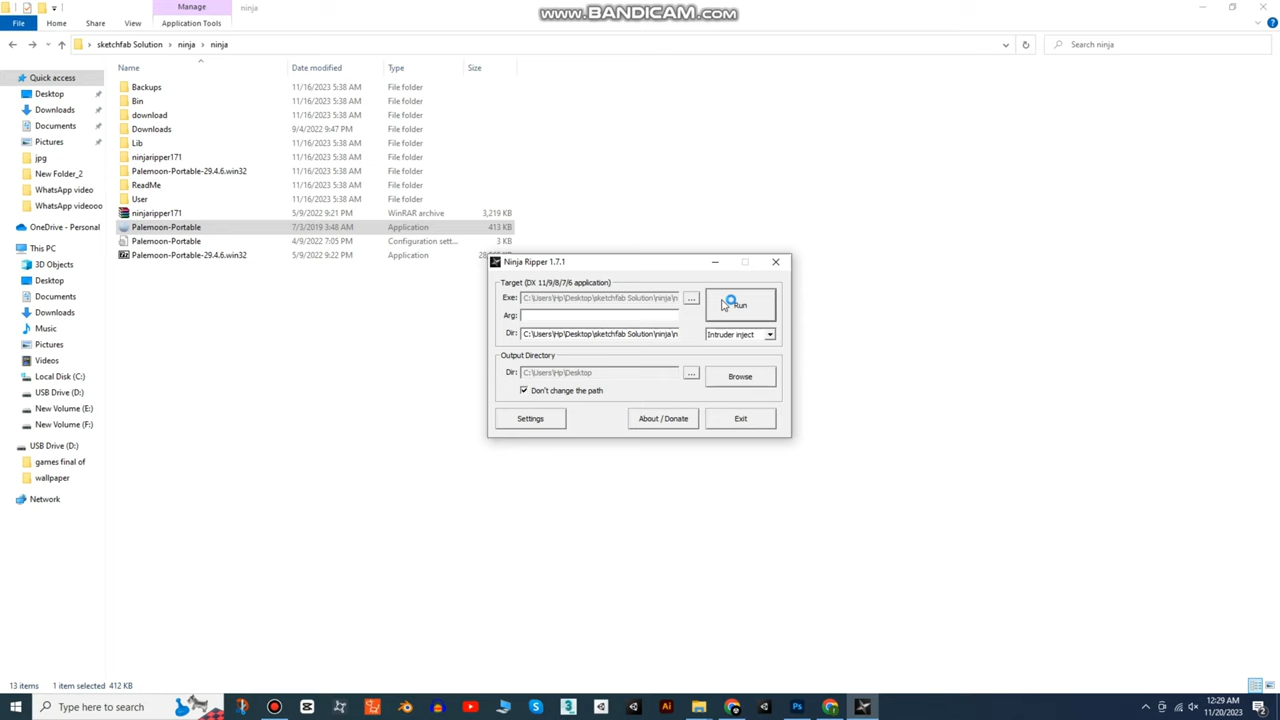 www.BANDICAM.com
Manage
ninja
File
Home
Share
View
Application Tools
sketchfab Solution > ninja > ninja
Search ninja
Name
Date modified
Type
Size
Quick access
Desktop
Downloads
Documents
Pictures
jpg
New Folder_2
WhatsApp video
WhatsApp videooo
OneDrive - Personal
This PC
3D Objects
Desktop
Documents
Downloads
Music
Pictures
Videos
Local Disk (C:)
USB Drive (D:)
New Volume (E:)
New Volume (F:)
USB Drive (D:)
games final of
wallpaper
Network
Backups 11/16/2023 5:38 AM File folder
Bin 11/16/2023 5:38 AM File folder
download 11/16/2023 5:38 AM File folder
Downloads 9/4/2022 9:47 PM File folder
Lib 11/16/2023 5:38 AM File folder
ninjaripper171 11/16/2023 5:38 AM File folder
Palemoon-Portable-29.4.6.win32 11/16/2023 5:38 AM File folder
ReadMe 11/16/2023 5:38 AM File folder
User 11/16/2023 5:38 AM File folder
ninjaripper171 5/9/2022 9:21 PM WinRAR archive 3,219 KB
Palemoon-Portable 7/3/2019 3:48 AM Application 413 KB
Palemoon-Portable 4/9/2022 7:05 PM Configuration sett... 3 KB
Palemoon-Portable-29.4.6.win32 5/9/2022 9:22 PM Application
Ninja Ripper 1.7.1
Target (DX 11/9/8/7/6 application)
Exe: C:\Users\Hp\Desktop\sketchfab Solution\ninja\n ... Run
Arg:
Dir: C:\Users\Hp\Desktop\sketchfab Solution\ninja\n Intruder inject
Output Directory
Dir: C:\Users\Hp\Desktop ... Browse
Don't change the path
Settings
About / Donate
Exit
13 items 1 item selected 412 KB
Type here to search
12:29 AM
11/20/2023